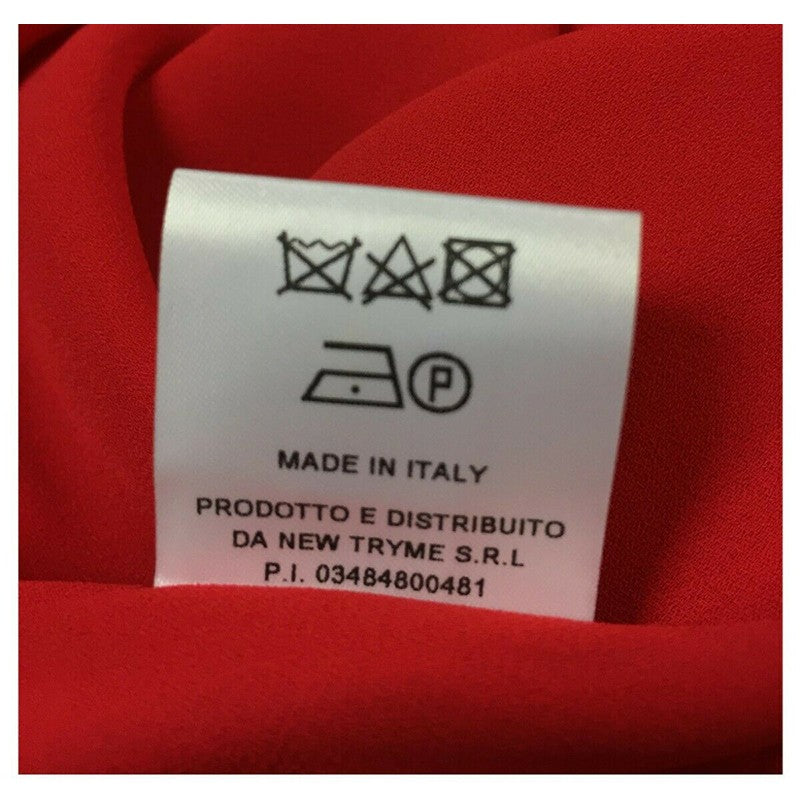 P
MADE IN ITALY
PRODOTTO E DISTRIBUITO
DA NEW TRYME S.R.L
P.I. 03484800481